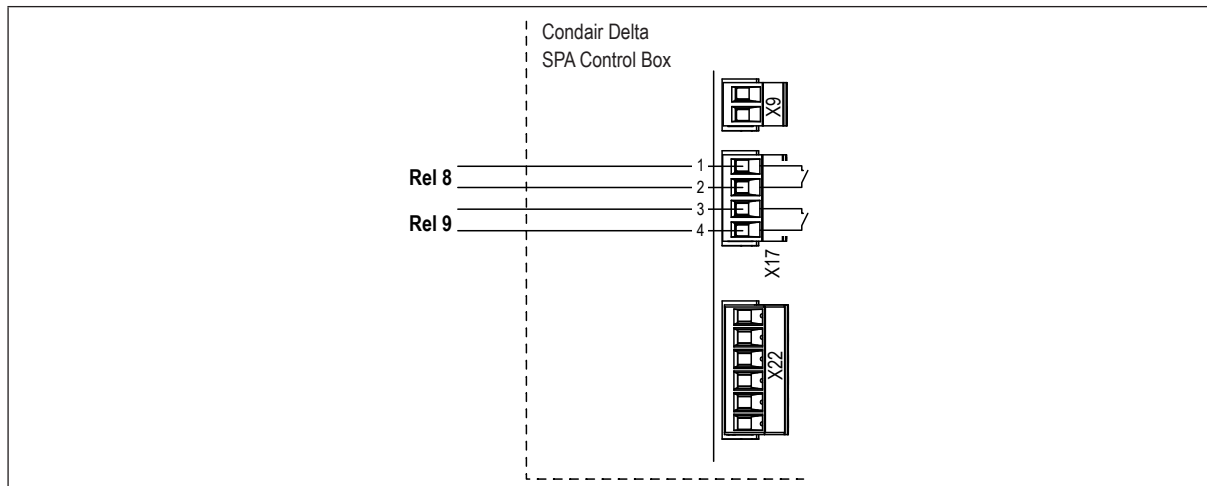 Condair Delta
SPA Control Box
X9
Rel 8
1
2
Rel 9
3
4
X17
X22